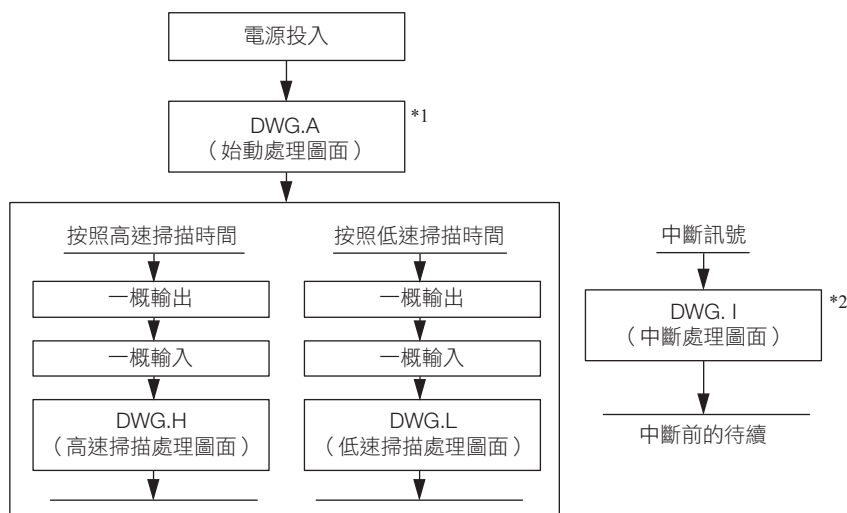 電源投入
DWG.A
（始動處理圖面）
*1
按照高速掃描時間
一概輸出
一概輸入
DWG.H
（高速掃描處理圖面）
按照低速掃描時間
一概輸出
一概輸入
DWG.L
（低速掃描處理圖面）
中斷訊號
DWG. I
（中斷處理圖面）
*2
中斷前的待續